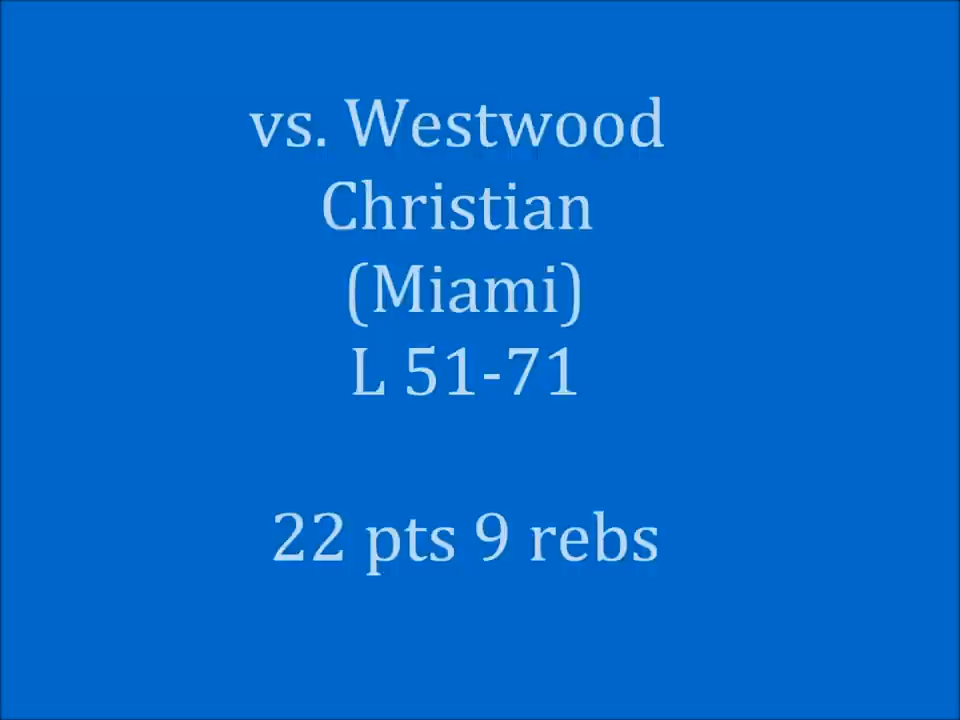 vs. Westwood
Christian
(Miami)
L 51-71
22 pts 9 rebs